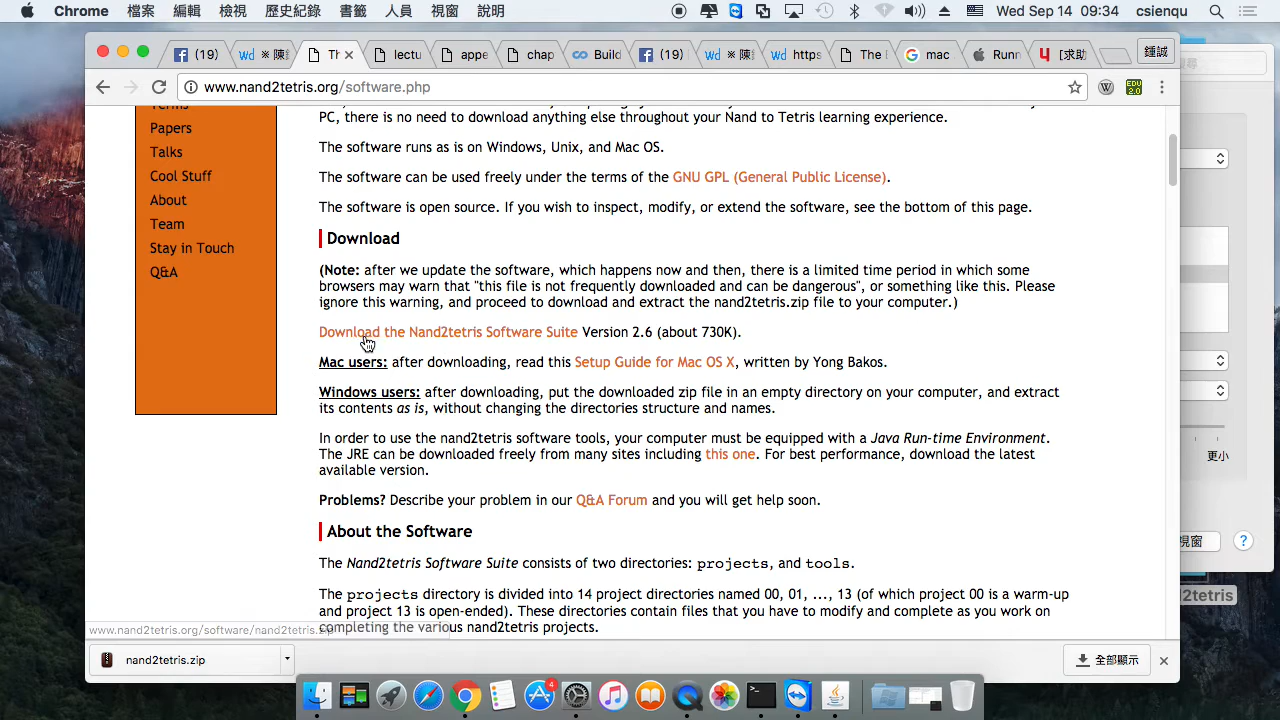 Chrome 檔案 編輯 檢視 歷史紀錄 書籤 人員 視窗 說明 Wed Sep 14 09:34 csienqu
(19) Wd ※ 陳鍾 Th lectu appe chap Build (19) Wd ※ 陳鍾 Wd https The I mac Runn [求助 鍾誠
www.nand2tetris.org/software.php W EDU 2.0
Papers
Talks
Cool Stuff
About
Team
Stay in Touch
Q&A
PC, there is no need to download anything else throughout your Nand to Tetris learning experience.
The software runs as is on Windows, Unix, and Mac OS.
The software can be used freely under the terms of the GNU GPL (General Public License).
The software is open source. If you wish to inspect, modify, or extend the software, see the bottom of this page.
Download
(Note: after we update the software, which happens now and then, there is a limited time period in which some
browsers may warn that "this file is not frequently downloaded and can be dangerous", or something like this. Please
ignore this warning, and proceed to download and extract the nand2tetris.zip file to your computer.)
Download the Nand2tetris Software Suite Version 2.6 (about 730K).
Mac users: after downloading, read this Setup Guide for Mac OS X, written by Yong Bakos.
Windows users: after downloading, put the downloaded zip file in an empty directory on your computer, and extract
its contents as is, without changing the directories structure and names.
In order to use the nand2tetris software tools, your computer must be equipped with a Java Run-time Environment.
The JRE can be downloaded freely from many sites including this one. For best performance, download the latest
available version.
Problems? Describe your problem in our Q&A Forum and you will get help soon.
About the Software
The Nand2tetris Software Suite consists of two directories: projects, and tools.
The projects directory is divided into 14 project directories named 00, 01, ..., 13 (of which project 00 is a warm-up
and project 13 is open-ended). These directories contain files that you have to modify and complete as you work on
completing the various nand2tetris projects.
www.nand2tetris.org/software/nand2tetris.zip
nand2tetris.zip 全部顯示
搜尋
更小
視窗 ?
2tetris
4